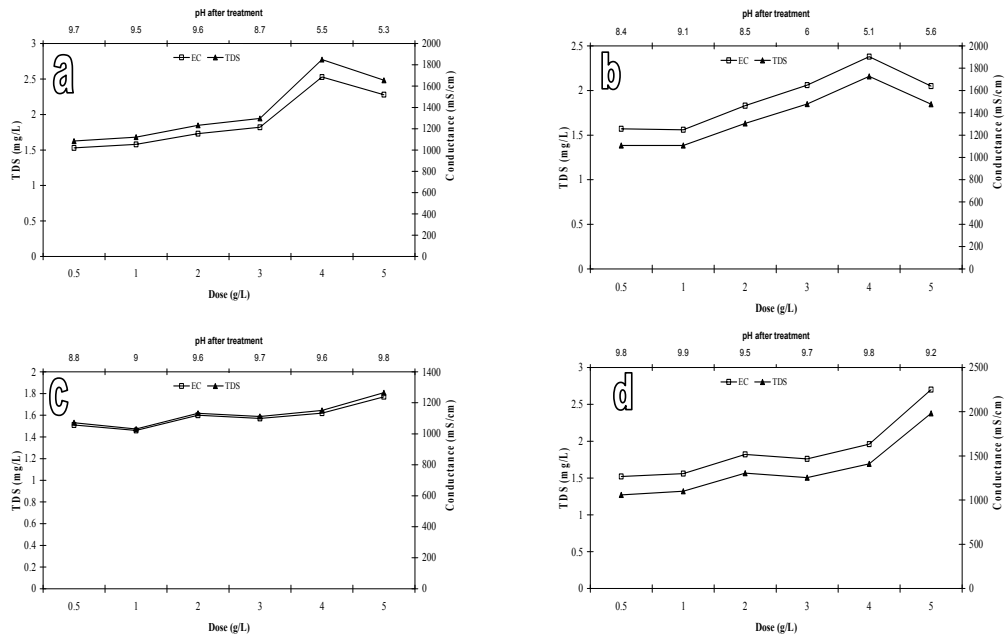 pH after treatment
9.7 9.5 9.6 8.7 5.5 5.3
a
EC TDS
TDS (mg/L)
3
2.5
2
1.5
1
0.5
0
Conductance (mS/cm)
2000
1800
1600
1400
1200
1000
800
600
400
200
0
0.5 1 2 3 4 5
Dose (g/L)
pH after treatment
8.4 9.1 8.5 6 5.1 5.6
b
EC TDS
TDS (mg/L)
2.5
2
1.5
1
0.5
0
Conductance (mS/cm)
2000
1800
1600
1400
1200
1000
800
600
400
200
0
0.5 1 2 3 4 5
Dose (g/L)
pH after treatment
8.8 9 9.6 9.7 9.6 9.8
c
EC TDS
TDS (mg/L)
2
1.8
1.6
1.4
1.2
1
0.8
0.6
0.4
0.2
0
Conductance (mS/cm)
1400
1200
1000
800
600
400
200
0
0.5 1 2 3 4 5
Dose (g/L)
pH after treatment
9.8 9.9 9.5 9.7 9.8 9.2
d
EC TDS
TDS (mg/L)
3
2.5
2
1.5
1
0.5
0
Conductance (mS/cm)
2500
2000
1500
1000
500
0
0.5 1 2 3 4 5
Dose (g/L)